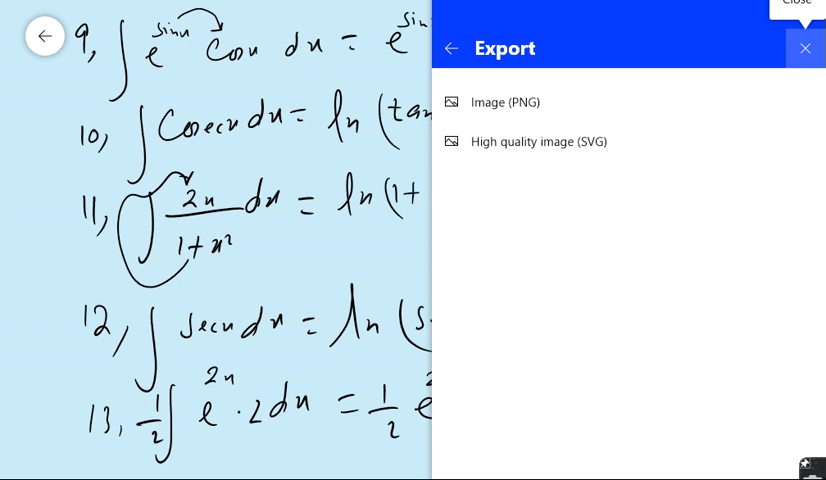 Close
9, ∫ e^sinx Cosx dx = e^sin
Export
Image (PNG)
10, ∫ Cosecx dx = ln (tan
High quality image (SVG)
11, ∫ 2x/1+x² dx = ln (1+
12, ∫ secx dx = ln (s
13, 1/2 ∫ e^2x . 2dx = 1/2 e^2